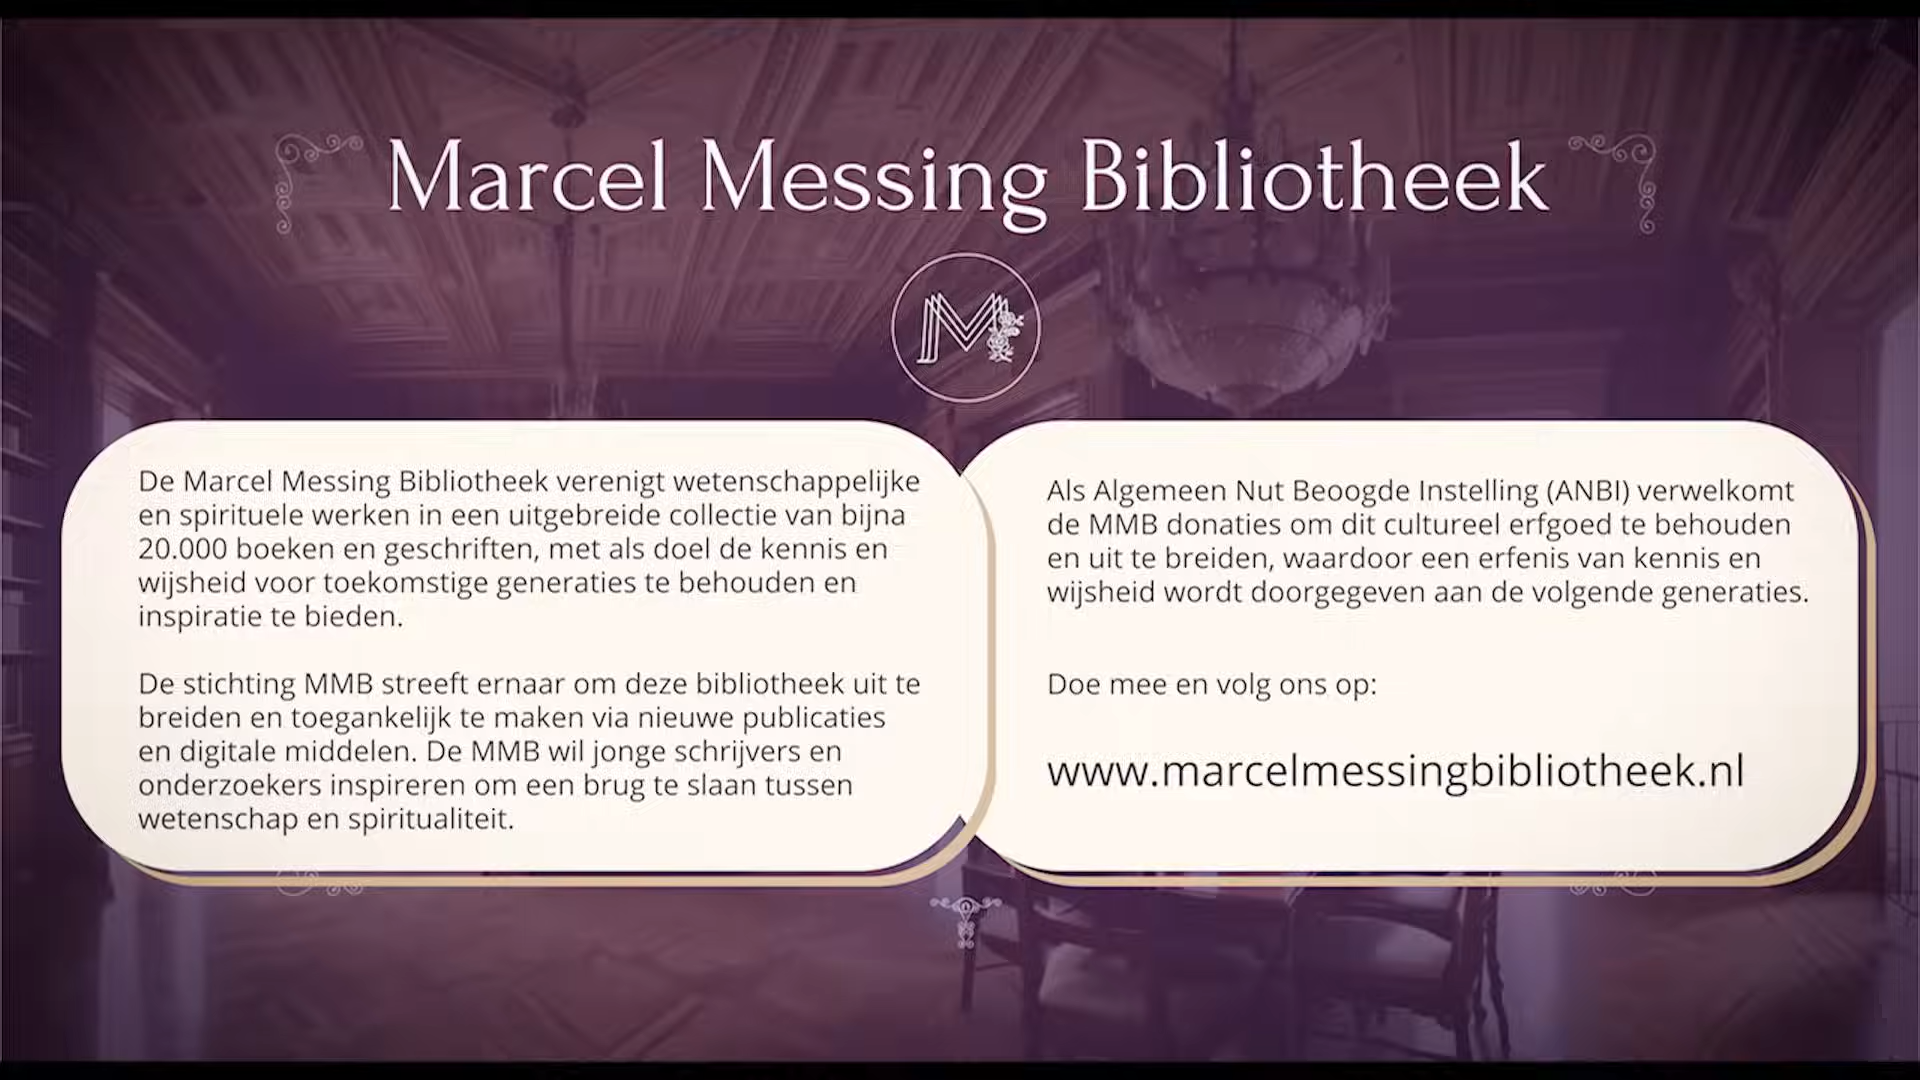 Marcel Messing Bibliotheek
M
De Marcel Messing Bibliotheek verenigt wetenschappelijke
en spirituele werken in een uitgebreide collectie van bijna
20.000 boeken en geschriften, met als doel de kennis en
wijsheid voor toekomstige generaties te behouden en
inspiratie te bieden.
De stichting MMB streeft ernaar om deze bibliotheek uit te
breiden en toegankelijk te maken via nieuwe publicaties
en digitale middelen. De MMB wil jonge schrijvers en
onderzoekers inspireren om een brug te slaan tussen
wetenschap en spiritualiteit.
Als Algemeen Nut Beoogde Instelling (ANBI) verwelkomt
de MMB donaties om dit cultureel erfgoed te behouden
en uit te breiden, waardoor een erfenis van kennis en
wijsheid wordt doorgegeven aan de volgende generaties.
Doe mee en volg ons op:
www.marcelmessingbibliotheek.nl